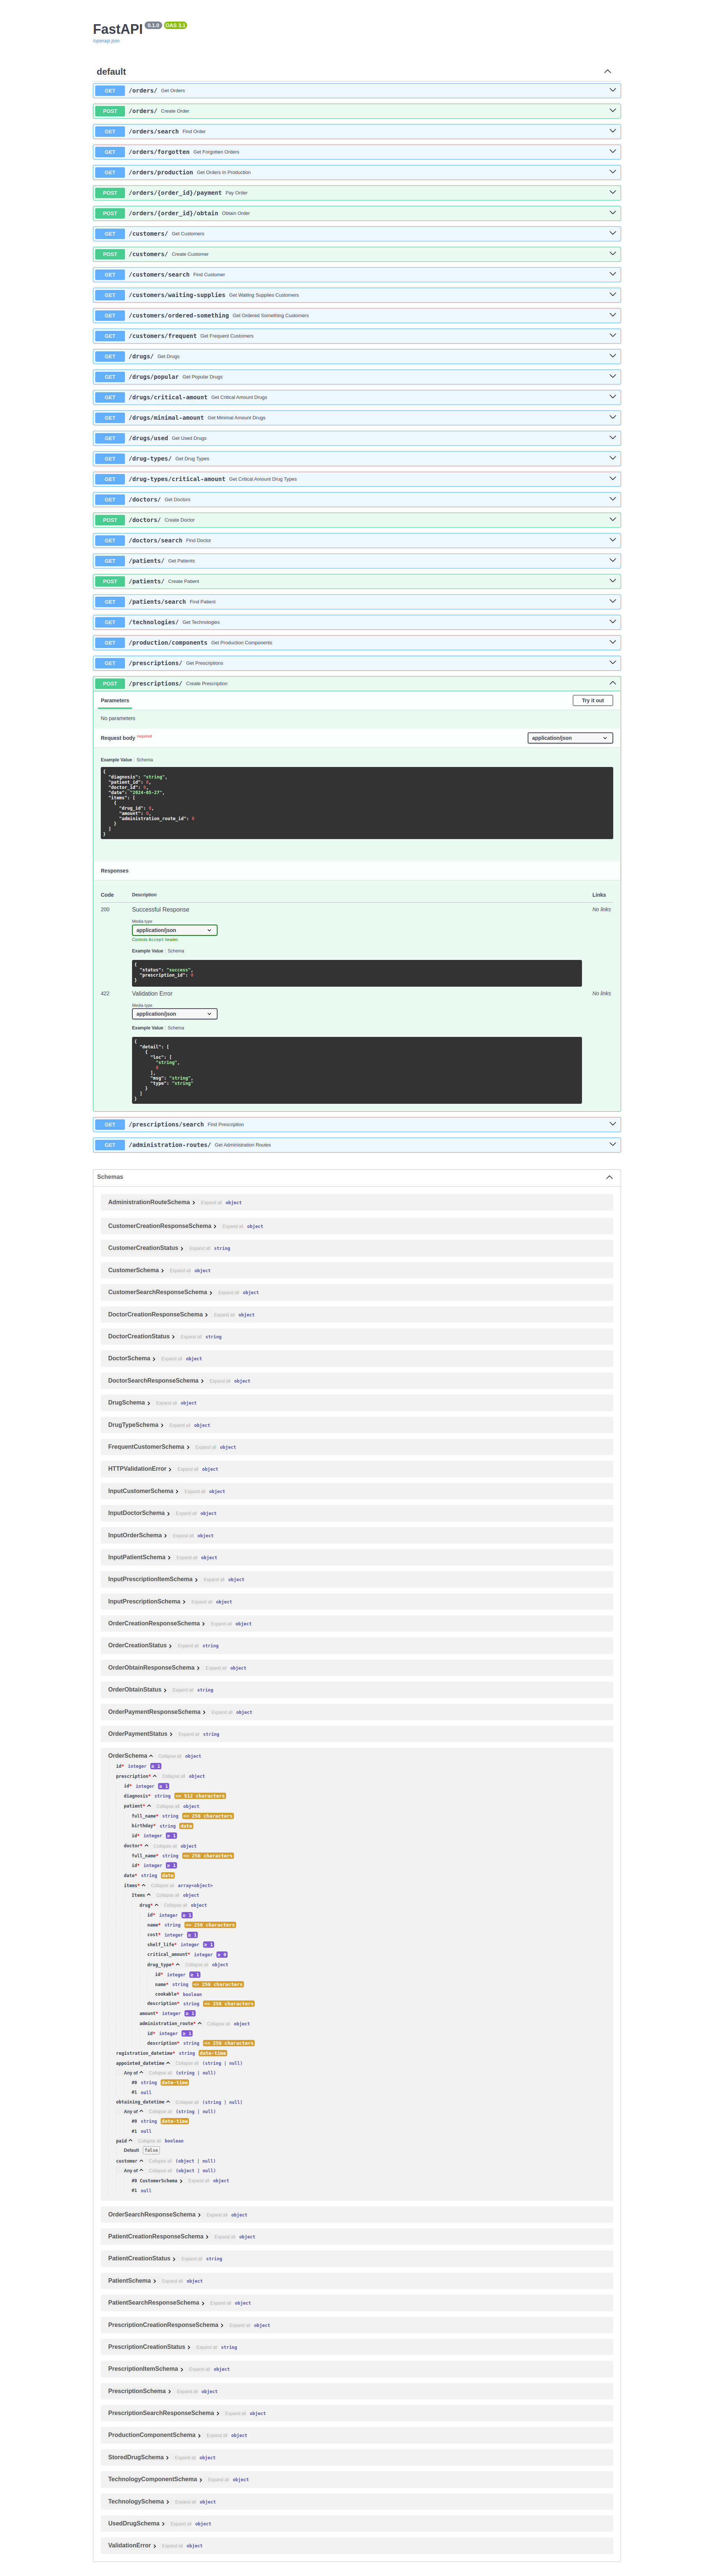 FastAPI 0.1.0 OAS 3.1
/openapi.json
default
GET /orders/ Get Orders
POST /orders/ Create Order
GET /orders/search Find Order
GET /orders/forgotten Get Forgotten Orders
GET /orders/production Get Orders In Production
POST /orders/{order_id}/payment Pay Order
POST /orders/{order_id}/obtain Obtain Order
GET /customers/ Get Customers
POST /customers/ Create Customer
GET /customers/search Find Customer
GET /customers/waiting-supplies Get Waiting Supplies Customers
GET /customers/ordered-something Get Ordered Something Customers
GET /customers/frequent Get Frequent Customers
GET /drugs/ Get Drugs
GET /drugs/popular Get Popular Drugs
GET /drugs/critical-amount Get Critical Amount Drugs
GET /drugs/minimal-amount Get Minimal Amount Drugs
GET /drugs/used Get Used Drugs
GET /drug-types/ Get Drug Types
GET /drug-types/critical-amount Get Critical Amount Drug Types
GET /doctors/ Get Doctors
POST /doctors/ Create Doctor
GET /doctors/search Find Doctor
GET /patients/ Get Patients
POST /patients/ Create Patient
GET /patients/search Find Patient
GET /technologies/ Get Technologies
GET /production/components Get Production Components
GET /prescriptions/ Get Prescriptions
POST /prescriptions/ Create Prescription
Parameters Try it out
No parameters
Request body required application/json
Example Value Schema
{
"diagnosis": "string",
"patient_id": 0,
"doctor_id": 0,
"date": "2024-05-27",
"items": [
{
"drug_id": 0,
"amount": 0,
"administration_route_id": 0
}
]
}
Responses
Code Description Links
200 Successful Response No links
Media type
application/json
Controls Accept header.
Example Value Schema
{
"status": "success",
"prescription_id": 0
}
422 Validation Error No links
Media type
application/json
Example Value Schema
{
"detail": [
{
"loc": [
"string",
0
],
"msg": "string",
"type": "string"
}
]
}
GET /prescriptions/search Find Prescription
GET /administration-routes/ Get Administration Routes
Schemas
AdministrationRouteSchema Expand all object
CustomerCreationResponseSchema Expand all object
CustomerCreationStatus Expand all string
CustomerSchema Expand all object
CustomerSearchResponseSchema Expand all object
DoctorCreationResponseSchema Expand all object
DoctorCreationStatus Expand all string
DoctorSchema Expand all object
DoctorSearchResponseSchema Expand all object
DrugSchema Expand all object
DrugTypeSchema Expand all object
FrequentCustomerSchema Expand all object
HTTPValidationError Expand all object
InputCustomerSchema Expand all object
InputDoctorSchema Expand all object
InputOrderSchema Expand all object
InputPatientSchema Expand all object
InputPrescriptionItemSchema Expand all object
InputPrescriptionSchema Expand all object
OrderCreationResponseSchema Expand all object
OrderCreationStatus Expand all string
OrderObtainResponseSchema Expand all object
OrderObtainStatus Expand all string
OrderPaymentResponseSchema Expand all object
OrderPaymentStatus Expand all string
OrderSchema Collapse all object
id* integer ≥ 1
prescription* Collapse all object
id* integer ≥ 1
diagnosis* string <= 512 characters
patient* Collapse all object
full_name* string <= 256 characters
birthday* string date
id* integer ≥ 1
doctor* Collapse all object
full_name* string <= 256 characters
id* integer ≥ 1
date* string date
items* Collapse all array<object>
Items Collapse all object
drug* Collapse all object
id* integer ≥ 1
name* string <= 256 characters
cost* integer ≥ 1
shelf_life* integer ≥ 1
critical_amount* integer ≥ 0
drug_type* Collapse all object
id* integer ≥ 1
name* string <= 256 characters
cookable* boolean
description* string <= 256 characters
amount* integer ≥ 1
administration_route* Collapse all object
id* integer ≥ 1
description* string <= 256 characters
registration_datetime* string date-time
appointed_datetime Collapse all (string | null)
Any of Collapse all (string | null)
#0 string date-time
#1 null
obtaining_datetime Collapse all (string | null)
Any of Collapse all (string | null)
#0 string date-time
#1 null
paid Collapse all boolean
Default false
customer Collapse all (object | null)
Any of Collapse all (object | null)
#0 CustomerSchema Expand all object
#1 null
OrderSearchResponseSchema Expand all object
PatientCreationResponseSchema Expand all object
PatientCreationStatus Expand all string
PatientSchema Expand all object
PatientSearchResponseSchema Expand all object
PrescriptionCreationResponseSchema Expand all object
PrescriptionCreationStatus Expand all string
PrescriptionItemSchema Expand all object
PrescriptionSchema Expand all object
PrescriptionSearchResponseSchema Expand all object
ProductionComponentSchema Expand all object
StoredDrugSchema Expand all object
TechnologyComponentSchema Expand all object
TechnologySchema Expand all object
UsedDrugSchema Expand all object
ValidationError Expand all object